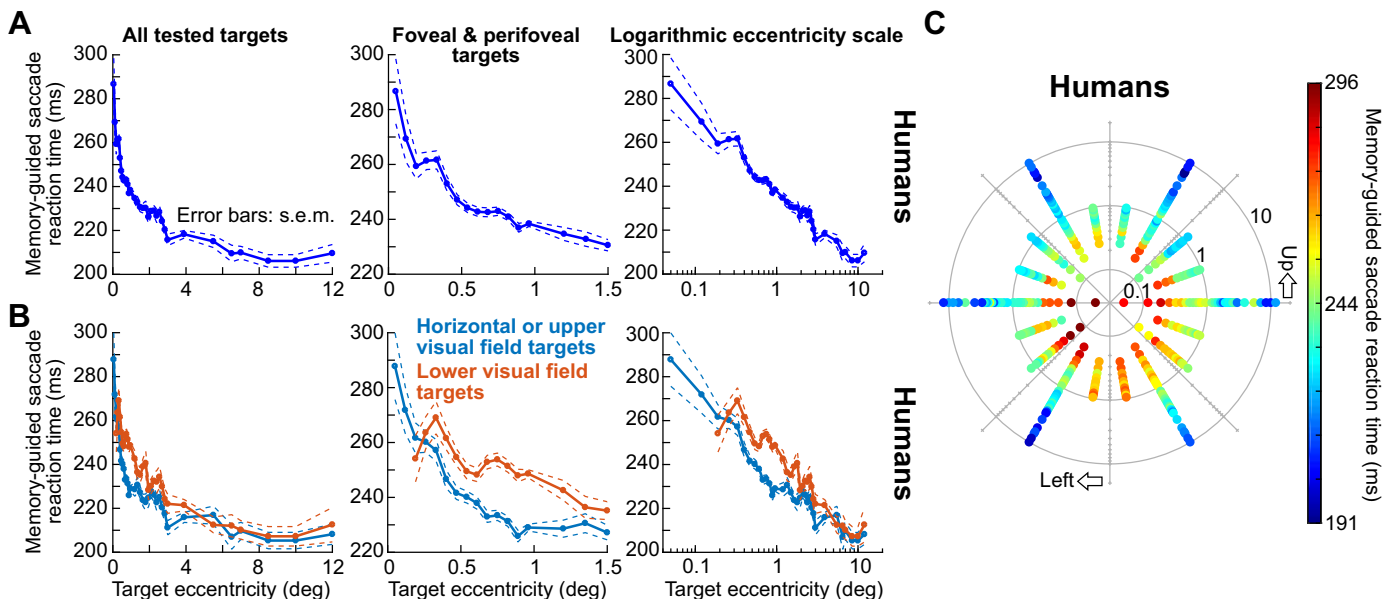 A
All tested targets
Foveal & perifoveal
targets
Logarithmic eccentricity scale
C
Memory-guided saccade
reaction time (ms)
300
280
260
240
220
200
0
4
8
12
Error bars: s.e.m.
300
280
260
240
220
0
0.5
1
1.5
300
280
260
240
220
200
0.1
1
10
Humans
Humans
Humans
B
Memory-guided saccade
reaction time (ms)
300
280
260
240
220
200
0
4
8
12
Target eccentricity (deg)
Horizontal or upper
visual field targets
Lower visual field
targets
300
280
260
240
220
0
0.5
1
1.5
Target eccentricity (deg)
300
280
260
240
220
200
0.1
1
10
Target eccentricity (deg)
0.1
1
10
Up
Left
296
244
191
Memory-guided saccade reaction time (ms)